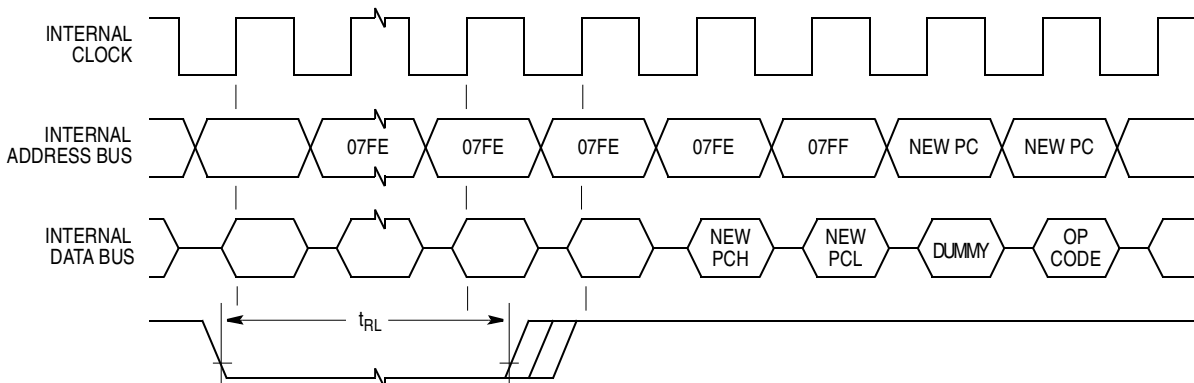 INTERNAL
CLOCK
INTERNAL
ADDRESS BUS
07FE
07FE
07FE
07FE
07FF
NEW PC
NEW PC
INTERNAL
DATA BUS
NEW
PCH
NEW
PCL
DUMMY
OP
CODE
tRL